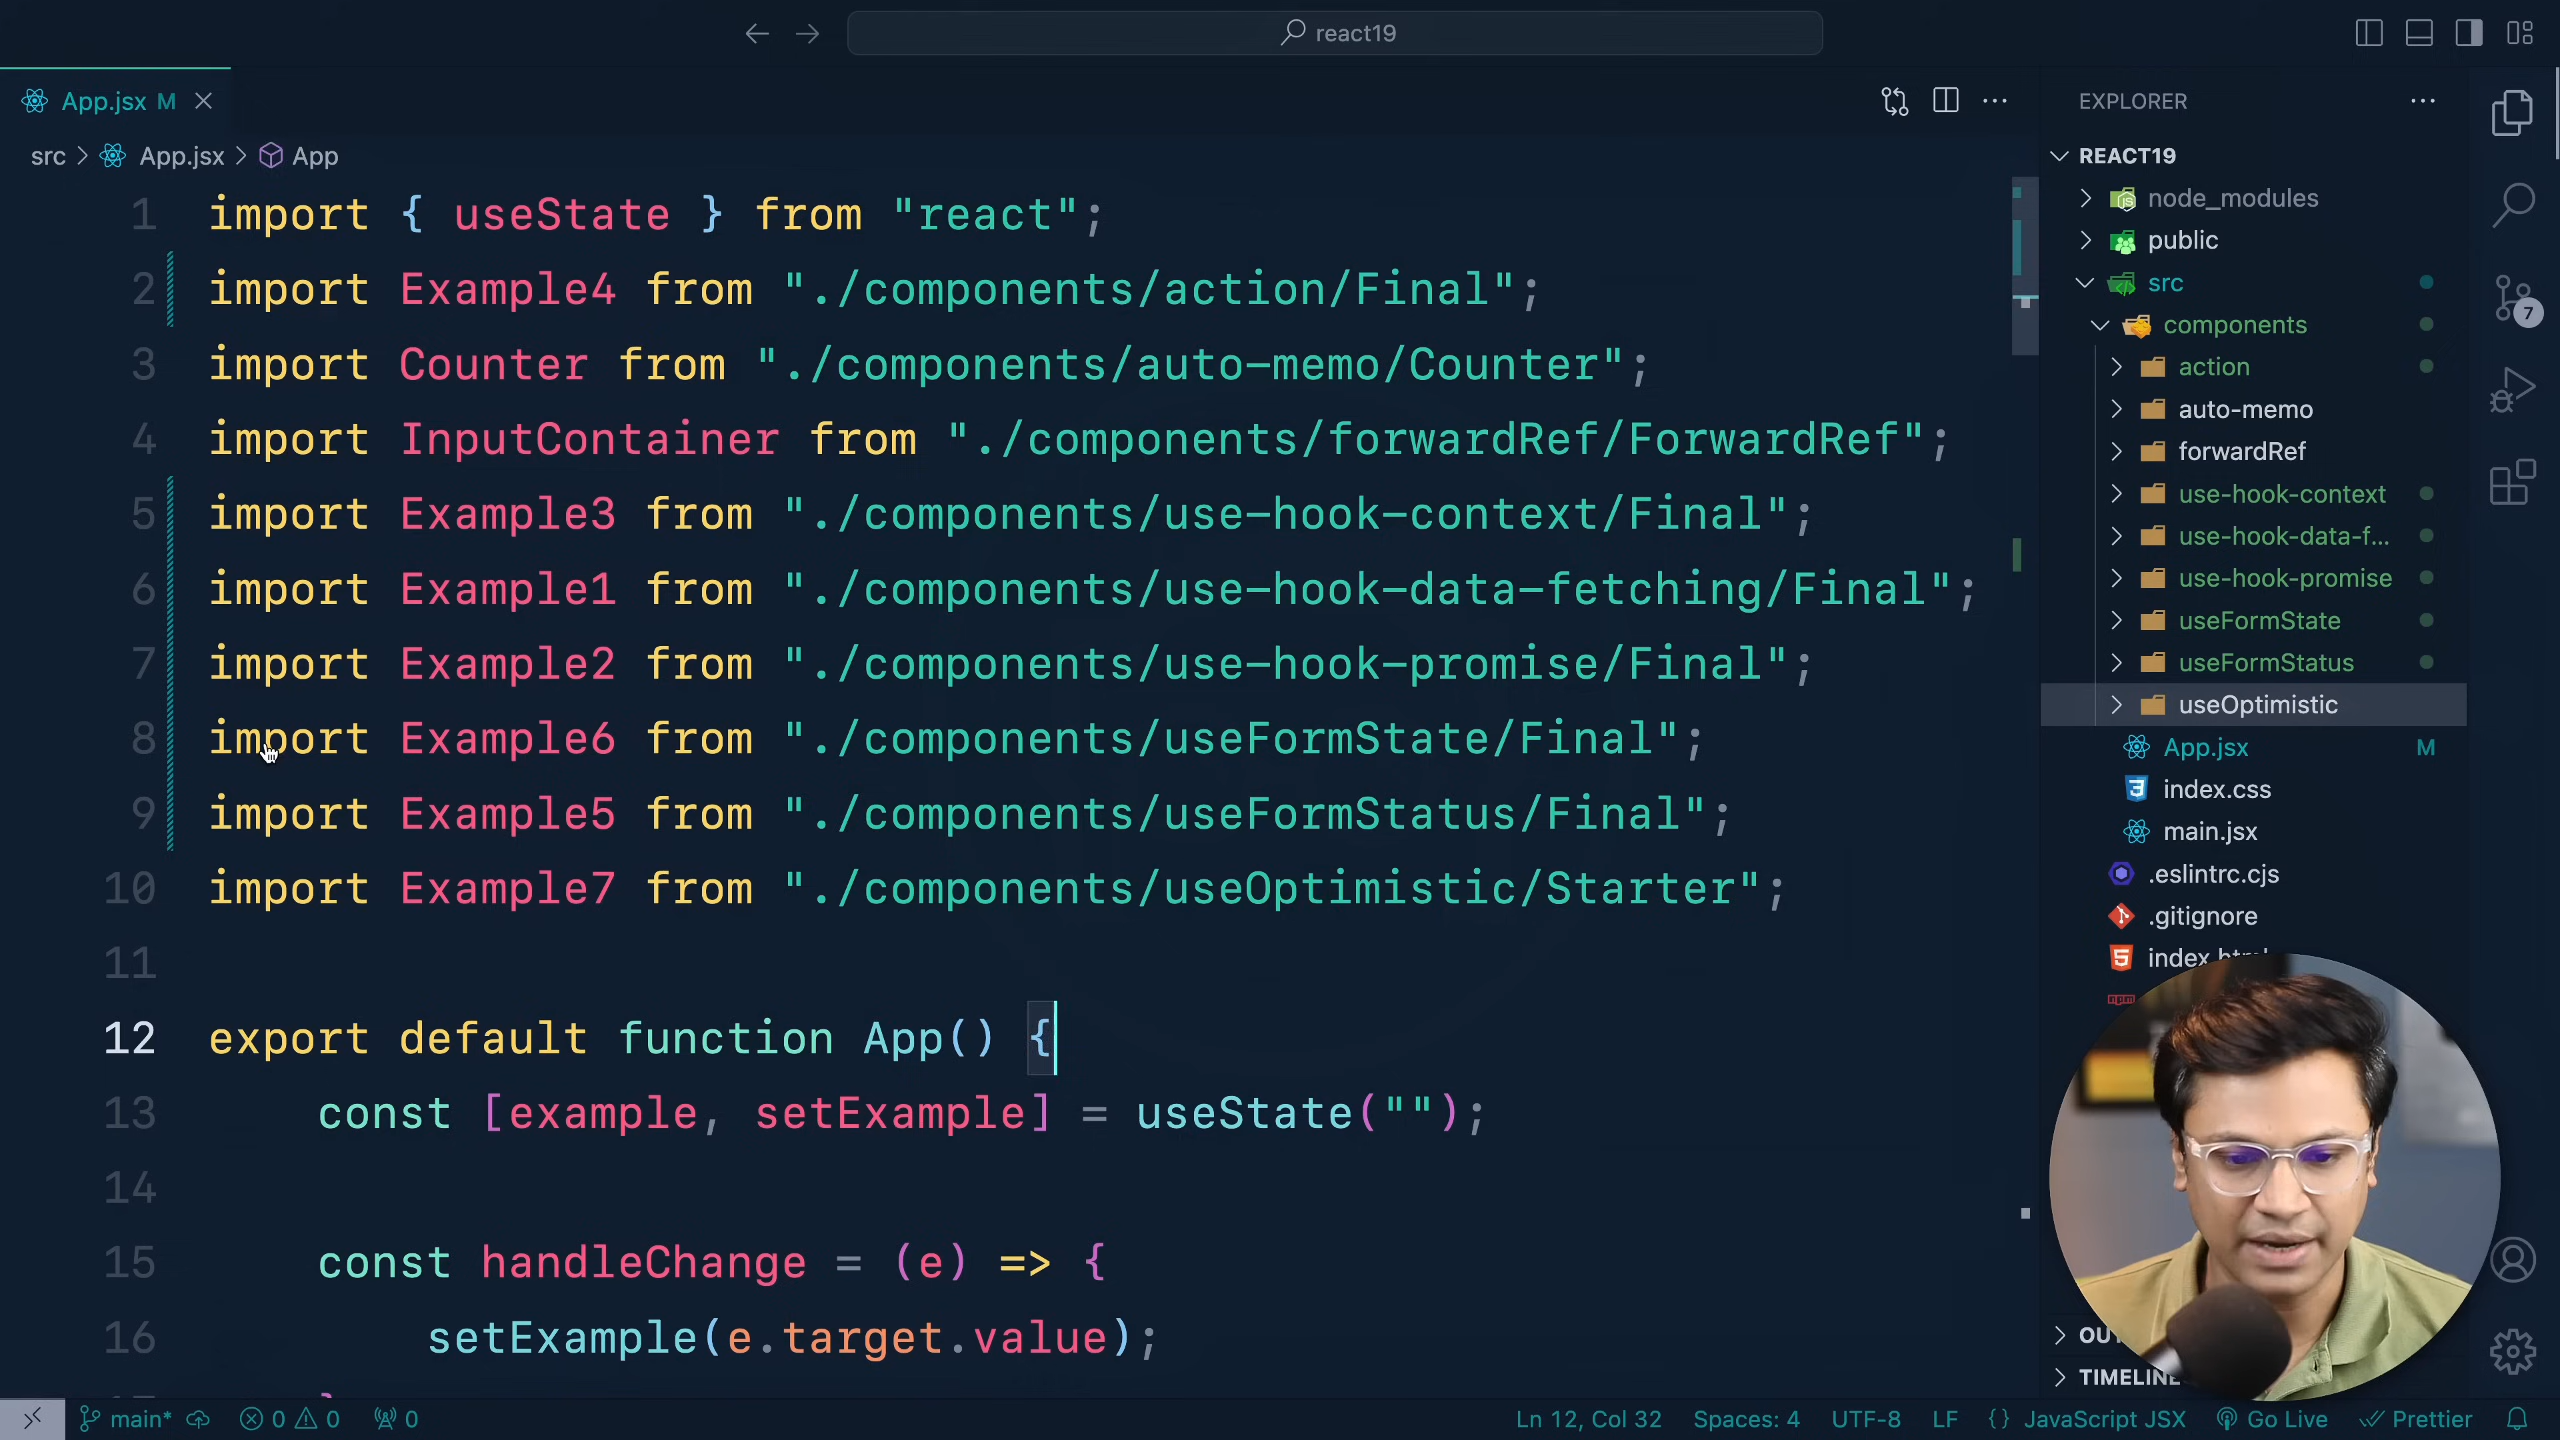 react19
App.jsx M
src > App.jsx > App
1 import { useState } from "react";
2 import Example4 from "./components/action/Final";
3 import Counter from "./components/auto-memo/Counter";
4 import InputContainer from "./components/forwardRef/ForwardRef";
5 import Example3 from "./components/use-hook-context/Final";
6 import Example1 from "./components/use-hook-data-fetching/Final";
7 import Example2 from "./components/use-hook-promise/Final";
8 import Example6 from "./components/useFormState/Final";
9 import Example5 from "./components/useFormStatus/Final";
10 import Example7 from "./components/useOptimistic/Starter";
11
12 export default function App() {
13 const [example, setExample] = useState("");
14
15 const handleChange = (e) => {
16 setExample(e.target.value);
EXPLORER
REACT19
node_modules
public
src
components
action
auto-memo
forwardRef
use-hook-context
use-hook-data-f...
use-hook-promise
useFormState
useFormStatus
useOptimistic
App.jsx M
index.css
main.jsx
.eslintrc.cjs
.gitignore
TIMELINE
7
main* 0 0 0 Ln 12, Col 32 Spaces: 4 UTF-8 LF {} JavaScript JSX Go Live Prettier